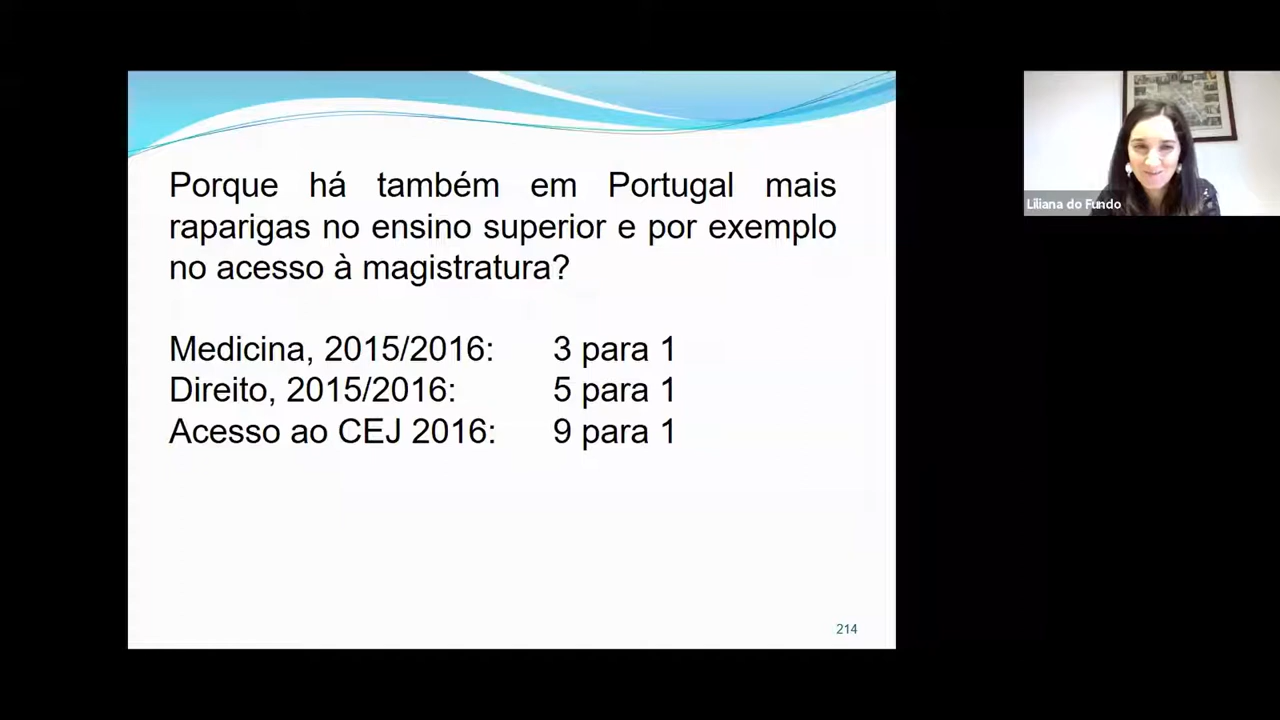 Porque há também em Portugal mais
raparigas no ensino superior e por exemplo
no acesso à magistratura?
Medicina, 2015/2016: 3 para 1
Direito, 2015/2016: 5 para 1
Acesso ao CEJ 2016: 9 para 1
214
Liliana do Fundo